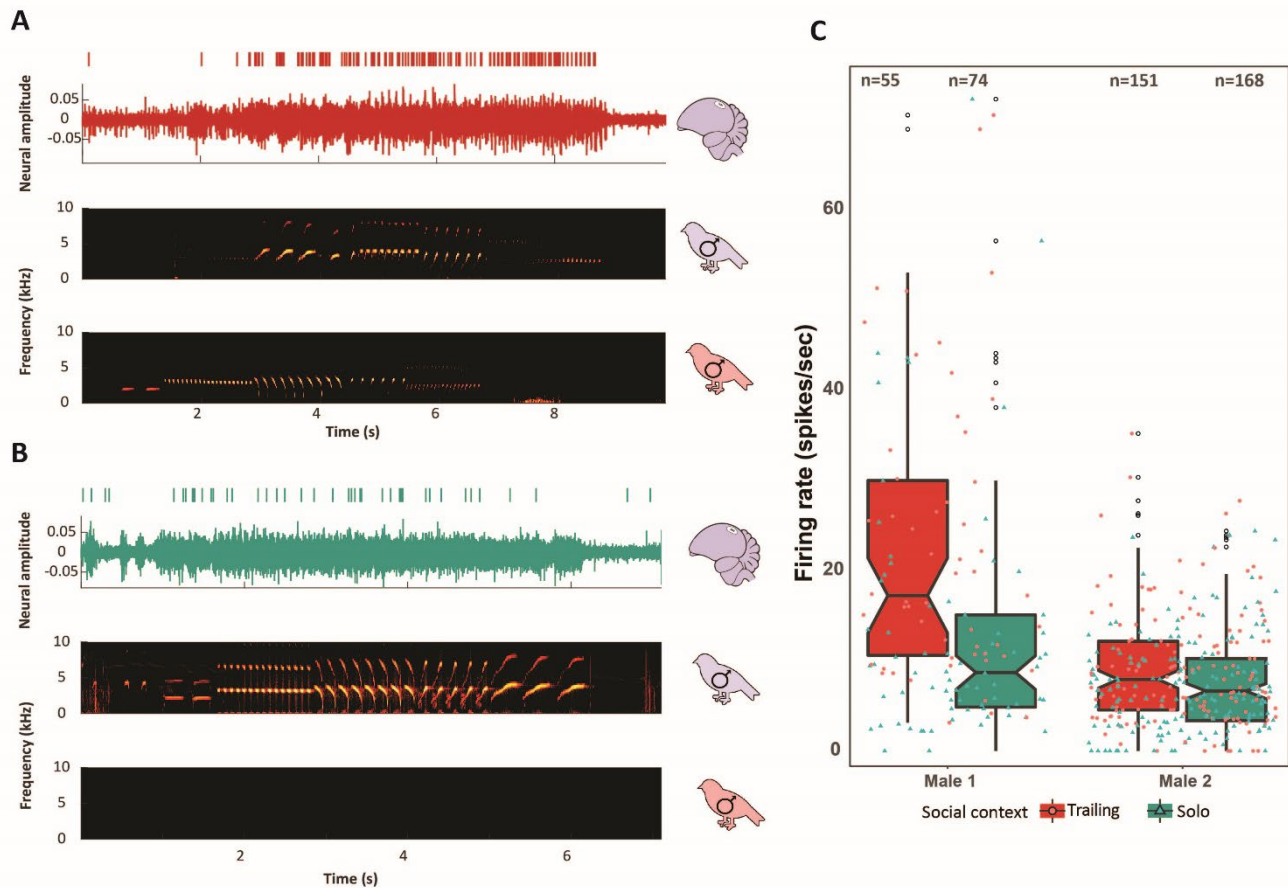 A
Neural amplitude
0.05
0
-0.05
Frequency (kHz)
10
5
0
10
5
0
2
4
6
8
Time (s)
B
Neural amplitude
0.05
0
-0.05
Frequency (kHz)
10
5
0
10
5
0
2
4
6
Time (s)
C
n=55 n=74 n=151 n=168
Firing rate (spikes/sec)
60
40
20
0
Male 1 Male 2
Social context Trailing Solo